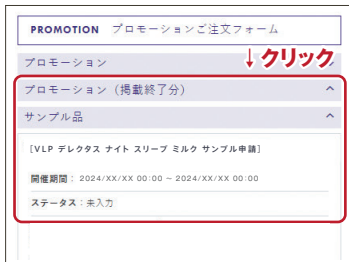 PROMOTION プロモーションご注文フォーム
プロモーション
↓クリック
プロモーション（掲載終了分）
サンプル品
[VLP デレクタス ナイト スリープ ミルク サンプル申請]
開催期間： 2024/XX/XX 00:00 ~ 2024/XX/XX 00:00
ステータス：未入力